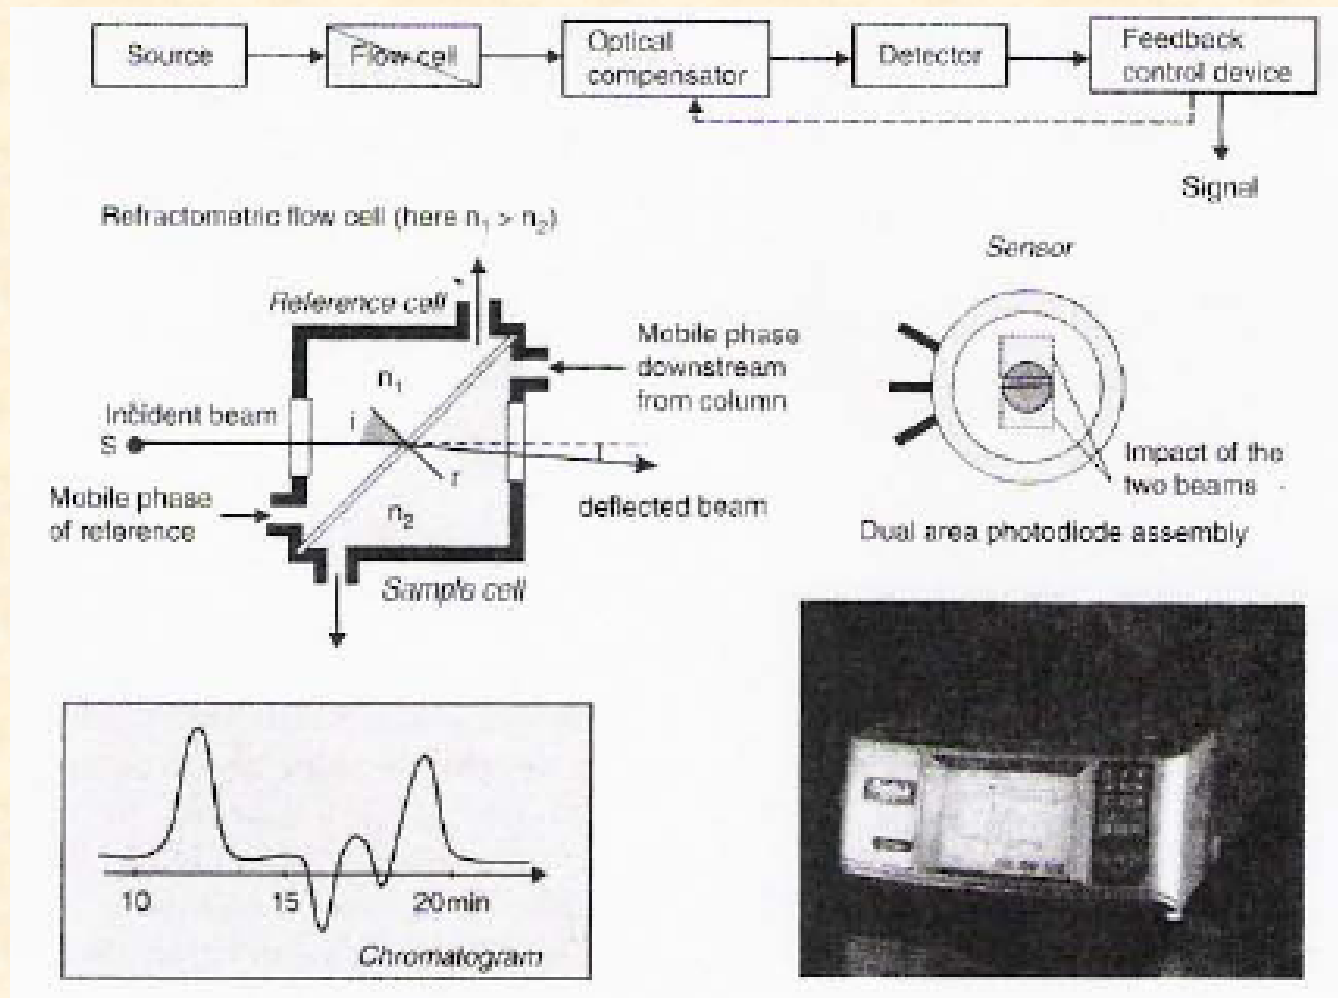 Source
Flow cell
Optical
compensator
Detector
Feedback
control device
Signal
Refractometric flow cell (here n₁ > n₂)
Reference cell
n₁
Mobile phase
downstream
from column
Incident beam
S
i
r
Mobile phase
of reference
n₂
deflected beam
Sample cell
Sensor
Impact of the
two beams
Dual area photodiode assembly
10
15
20min
Chromatogram